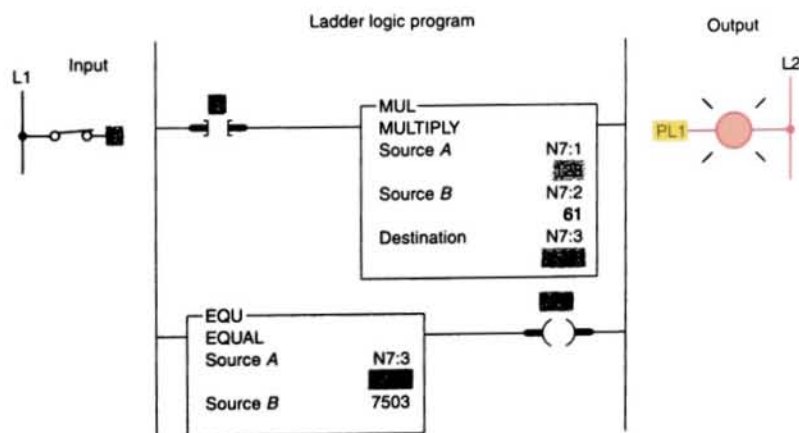 Ladder logic program
Input
Output
L1
L2
MUL
MULTIPLY
Source A N7:1
Source B N7:2
61
Destination N7:3
PL1
EQU
EQUAL
Source A N7:3
Source B 7503